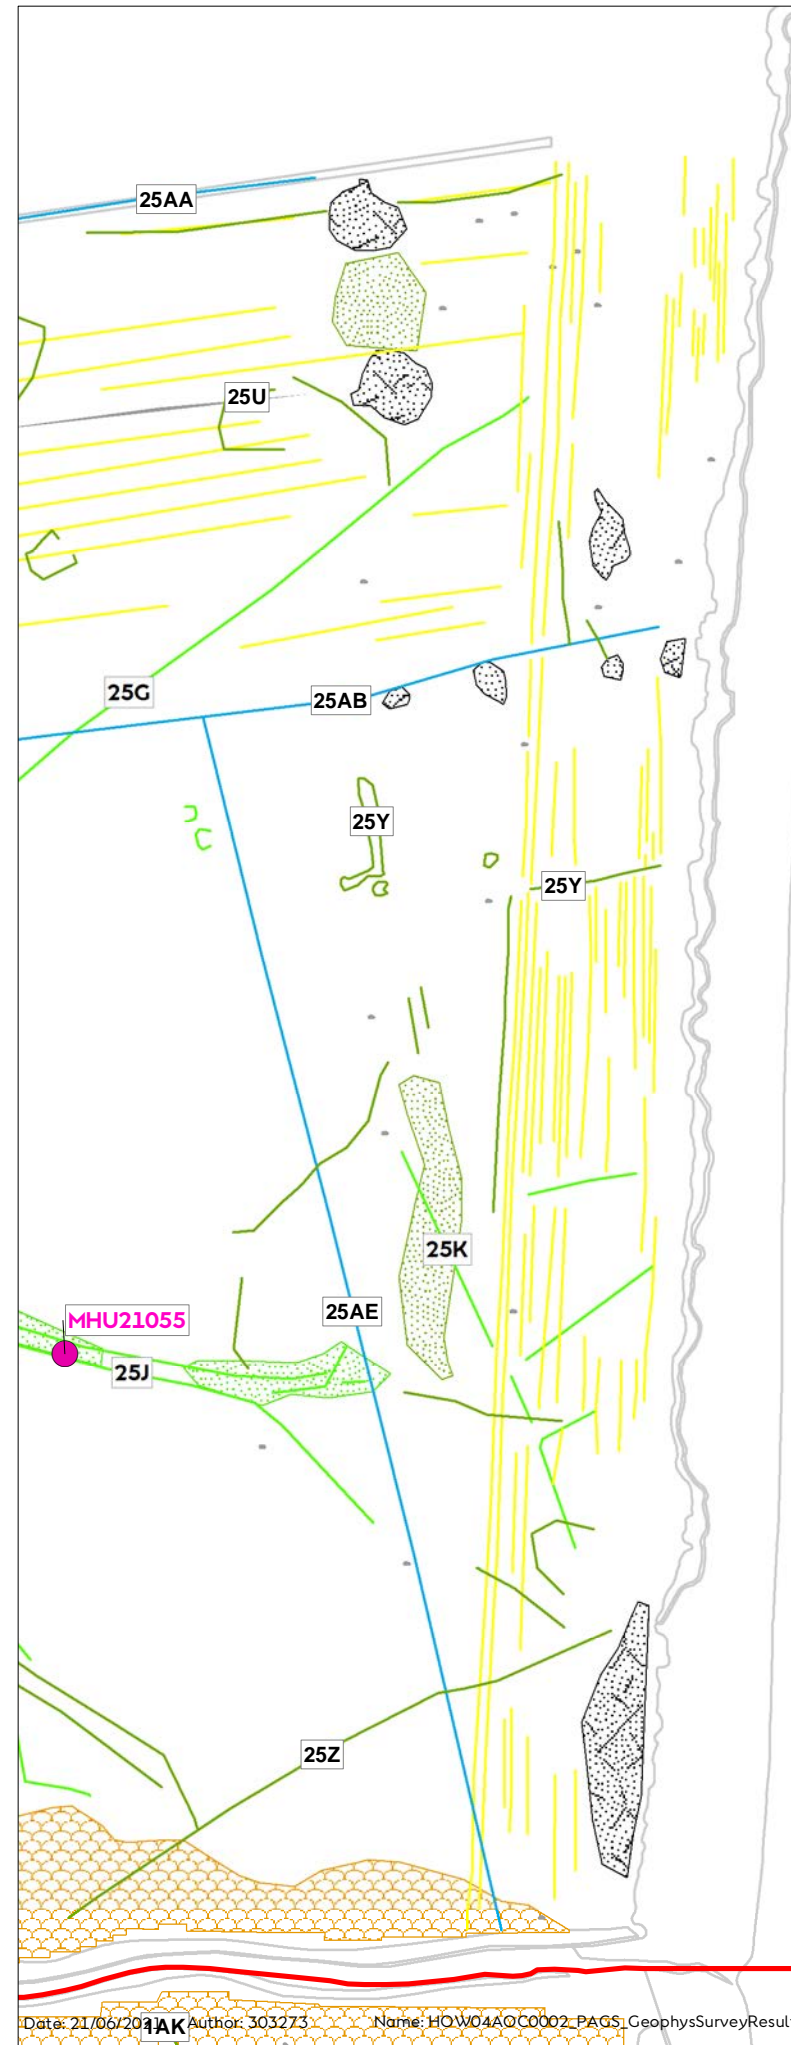 25AA
25U
25G
25AB
25Y
25Y
25K
25AE
MHU21055
25J
25Z
1AK
Date: 21/06/2021 Author: 303273 Name: HOW04AOC0002_PAGS_GeophysSurveyResul